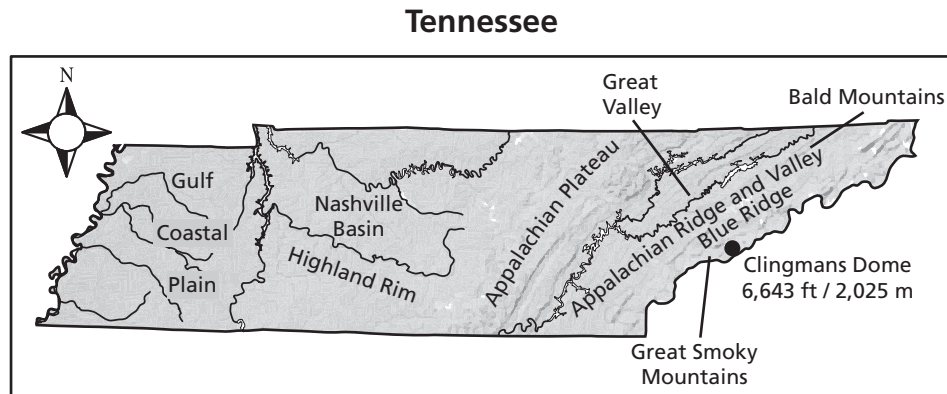 Tennessee
N
Great
Valley
Bald Mountains
Gulf
Coastal
Plain
Nashville
Basin
Highland Rim
Appalachian Plateau
Appalachian Ridge and Valley
Blue Ridge
Clingmans Dome
6,643 ft / 2,025 m
Great Smoky
Mountains